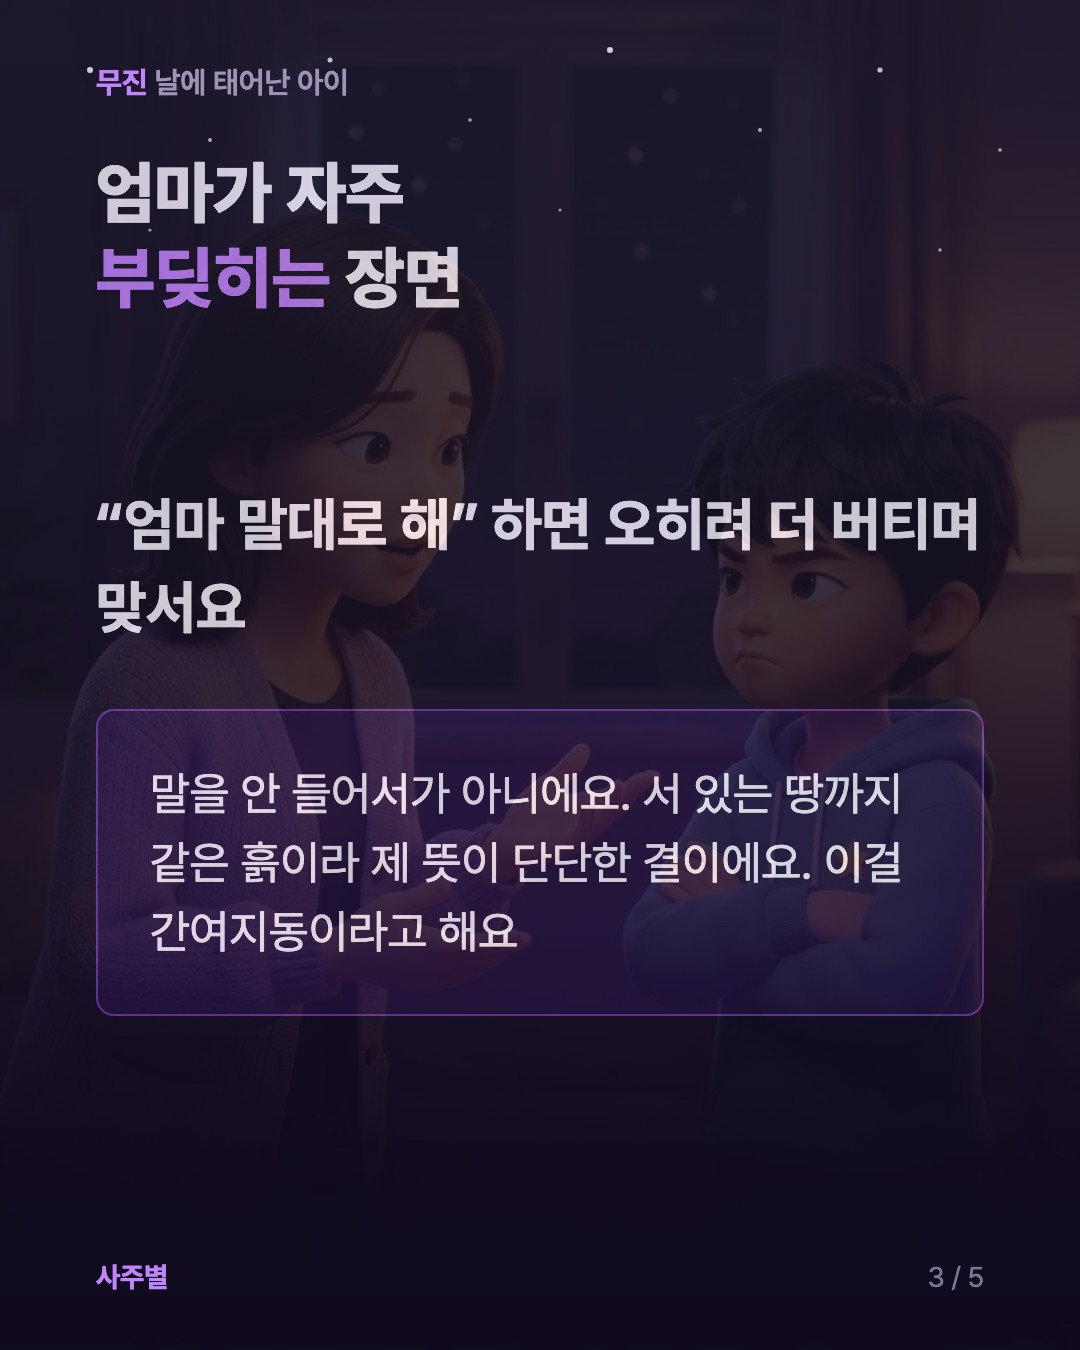 무진 날에 태어난 아이
엄마가 자주
부딪히는 장면
“엄마 말대로 해” 하면 오히려 더 버티며
맞서요
말을 안 들어서가 아니에요. 서 있는 땅까지
같은 흙이라 제 뜻이 단단한 결이에요. 이걸
간여지동이라고 해요
사주별
3 / 5